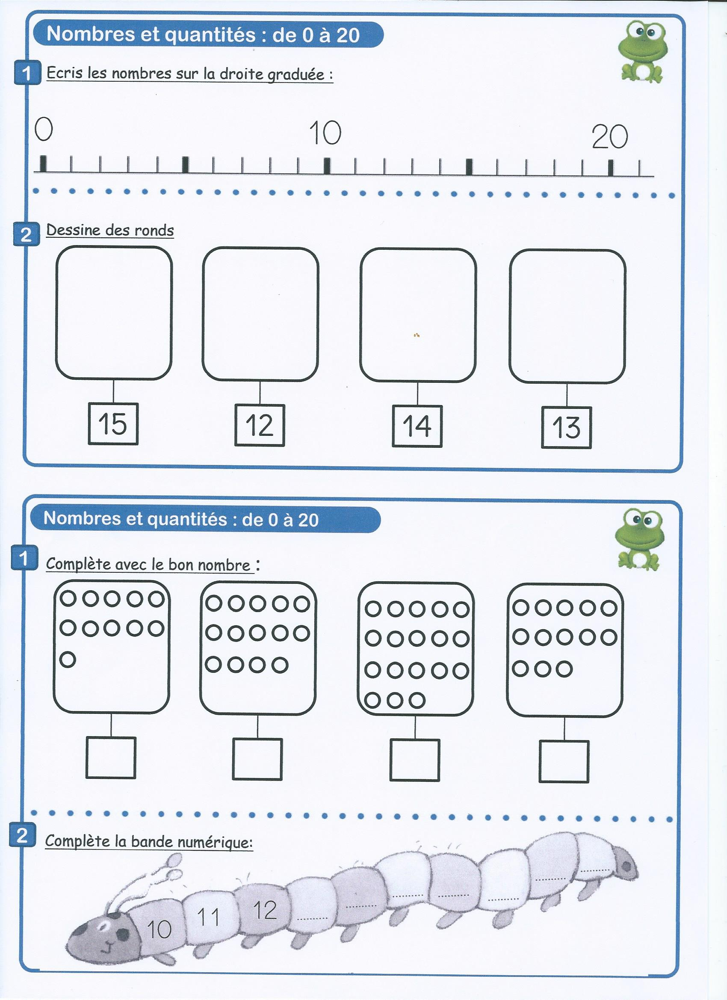 Nombres et quantités : de 0 à 20
1 Ecris les nombres sur la droite graduée :
0 10 20
2 Dessine des ronds
15 12 14 13
Nombres et quantités : de 0 à 20
1 Complète avec le bon nombre :
2 Complète la bande numérique:
10 11 12 ......... ......... ......... ......... ......... ......... .........